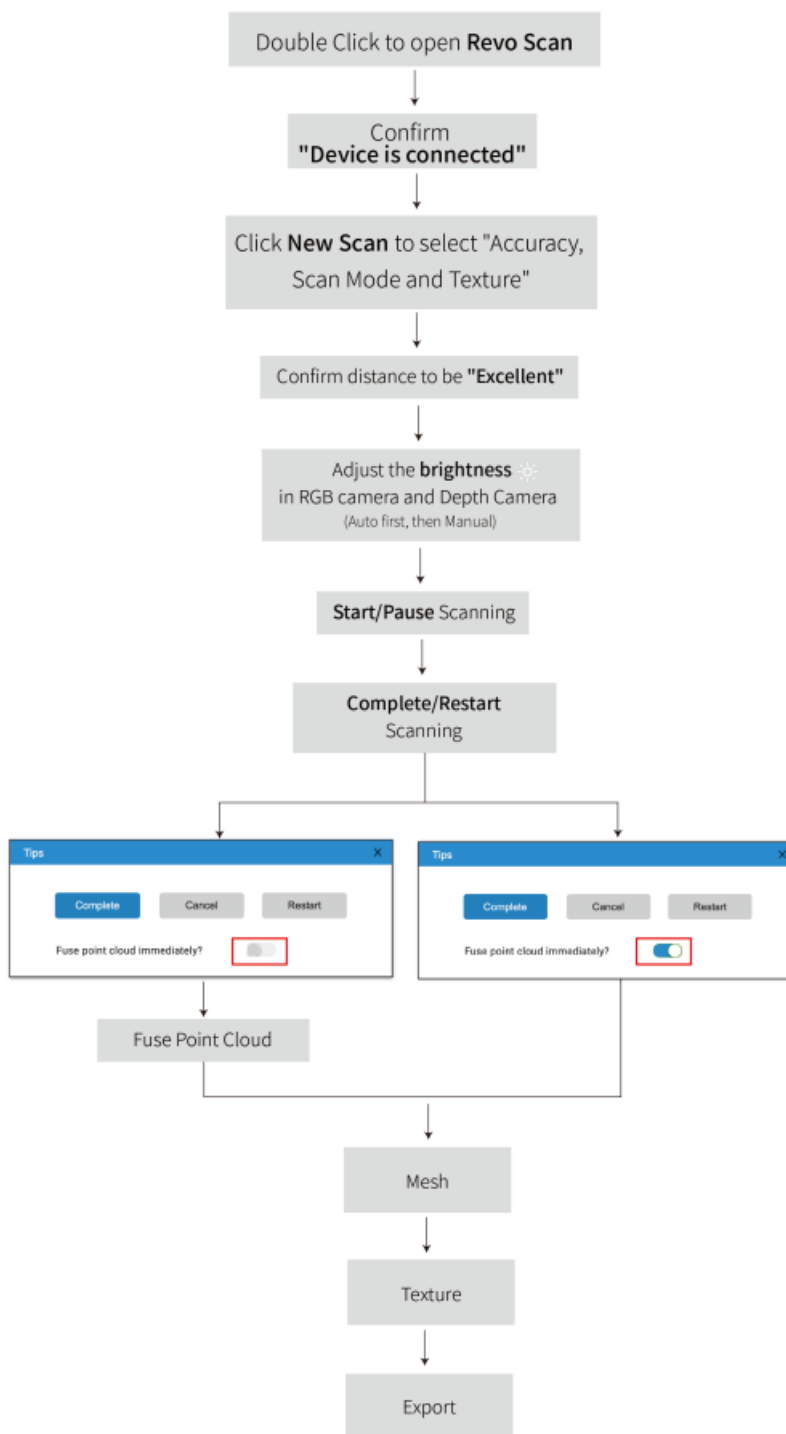 Double Click to open Revo Scan
Confirm
"Device is connected"
Click New Scan to select "Accuracy,
Scan Mode and Texture"
Confirm distance to be "Excellent"
Adjust the brightness
in RGB camera and Depth Camera
(Auto first, then Manual)
Start/Pause Scanning
Complete/Restart
Scanning
Tips
Complete Cancel Restart
Fuse point cloud immediately?
Tips
Complete Cancel Restart
Fuse point cloud immediately?
Fuse Point Cloud
Mesh
Texture
Export